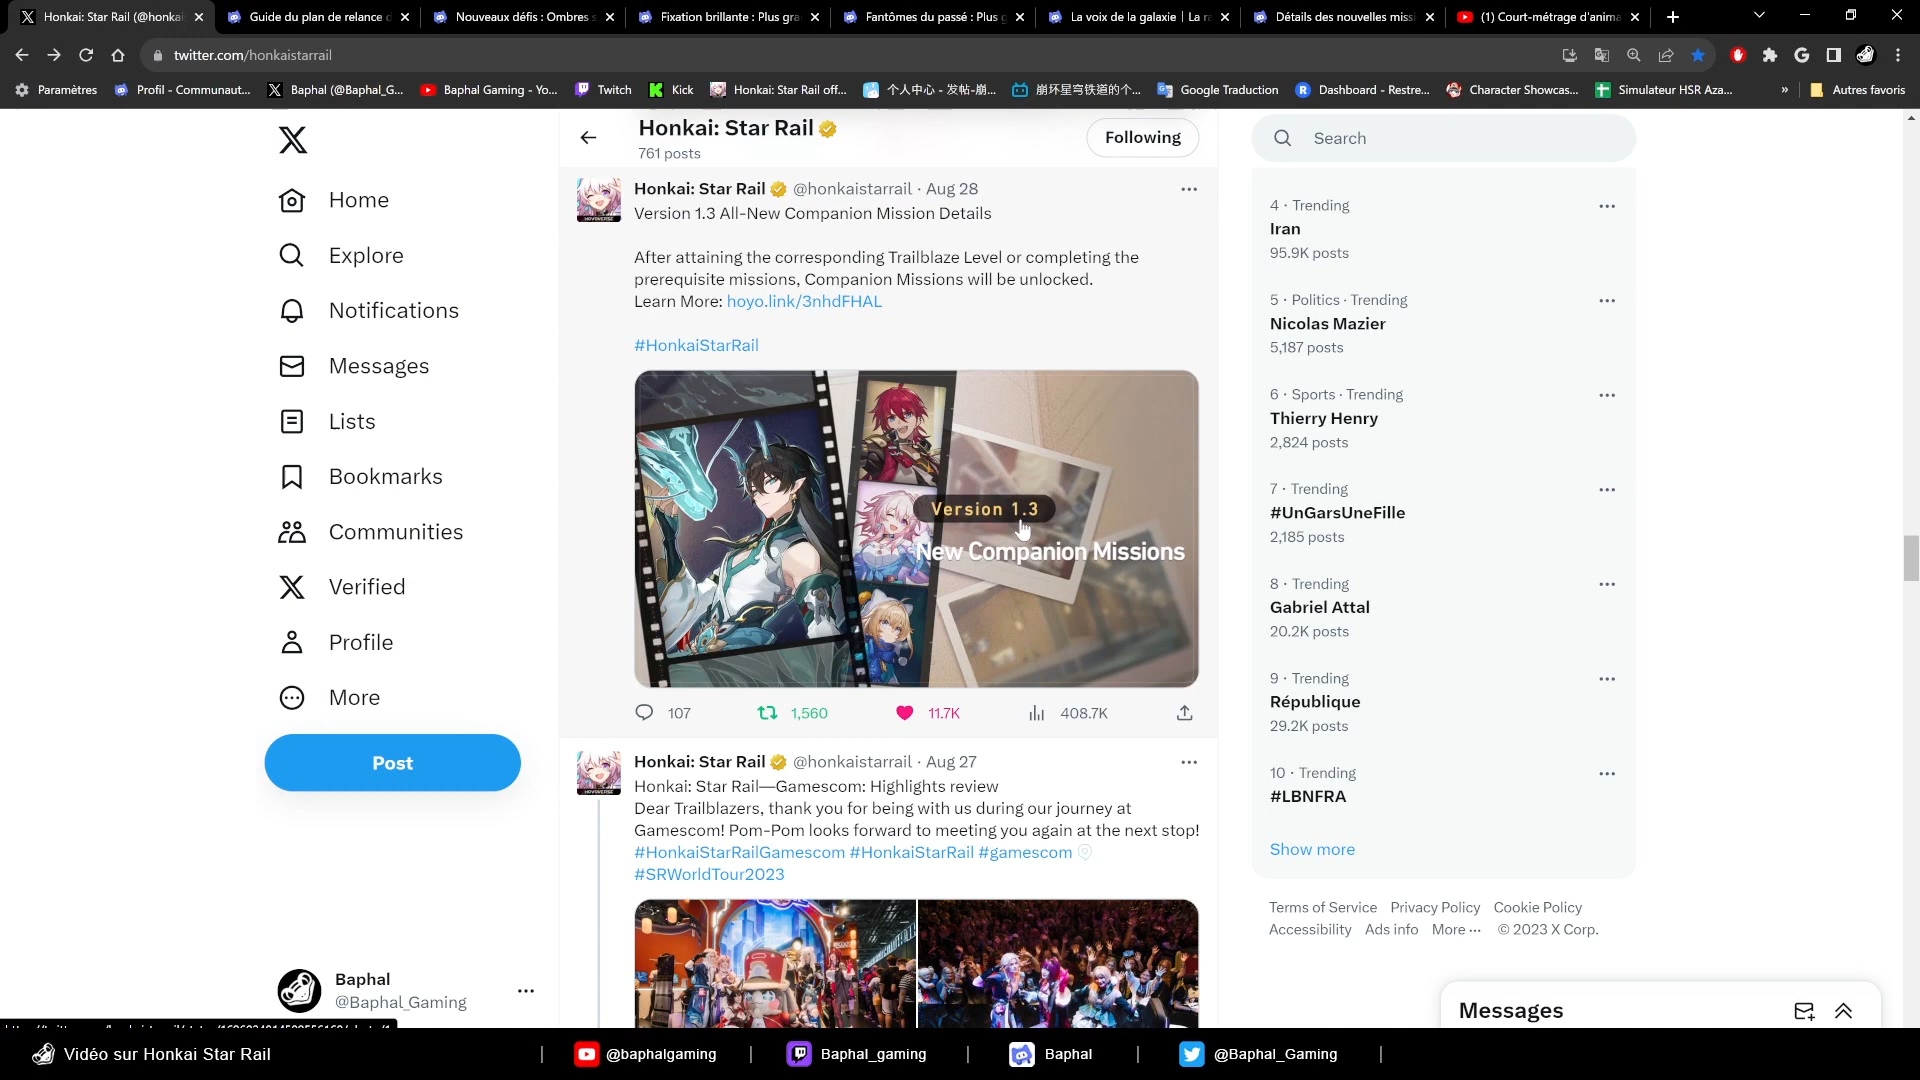 Honkai: Star Rail (@honkai
Guide du plan de relance d
Nouveaux défis : Ombres s
Fixation brillante : Plus gra
Fantômes du passé : Plus g
La voix de la galaxie | La ra
Détails des nouvelles missi
(1) Court-métrage d'anima
twitter.com/honkaistarrail
Paramètres
Profil - Communaut...
Baphal (@Baphal_G...
Baphal Gaming - Yo...
Twitch
Kick
Honkai: Star Rail off...
个人中心 - 发帖-崩...
崩坏星穹铁道的个...
Google Traduction
Dashboard - Restre...
Character Showcas...
Simulateur HSR Aza...
»
Autres favoris
Home
Explore
Notifications
Messages
Lists
Bookmarks
Communities
Verified
Profile
More
Post
Baphal
@Baphal_Gaming
Honkai: Star Rail
761 posts
Following
Honkai: Star Rail @honkaistarrail · Aug 28
Version 1.3 All-New Companion Mission Details
After attaining the corresponding Trailblaze Level or completing the
prerequisite missions, Companion Missions will be unlocked.
Learn More: hoyo.link/3nhdFHAL
#HonkaiStarRail
Version 1.3
New Companion Missions
107
1,560
11.7K
408.7K
Honkai: Star Rail @honkaistarrail · Aug 27
Honkai: Star Rail—Gamescom: Highlights review
Dear Trailblazers, thank you for being with us during our journey at
Gamescom! Pom-Pom looks forward to meeting you again at the next stop!
#HonkaiStarRailGamescom #HonkaiStarRail #gamescom
#SRWorldTour2023
Search
4 · Trending
Iran
95.9K posts
5 · Politics · Trending
Nicolas Mazier
5,187 posts
6 · Sports · Trending
Thierry Henry
2,824 posts
7 · Trending
#UnGarsUneFille
2,185 posts
8 · Trending
Gabriel Attal
20.2K posts
9 · Trending
République
29.2K posts
10 · Trending
#LBNFRA
Show more
Terms of Service Privacy Policy Cookie Policy
Accessibility Ads info More ··· © 2023 X Corp.
Messages
Vidéo sur Honkai Star Rail
@baphalgaming
Baphal_gaming
Baphal
@Baphal_Gaming